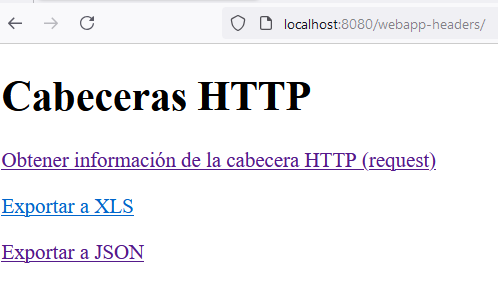 localhost:8080/webapp-headers/
Cabeceras HTTP
Obtener información de la cabecera HTTP (request)
Exportar a XLS
Exportar a JSON